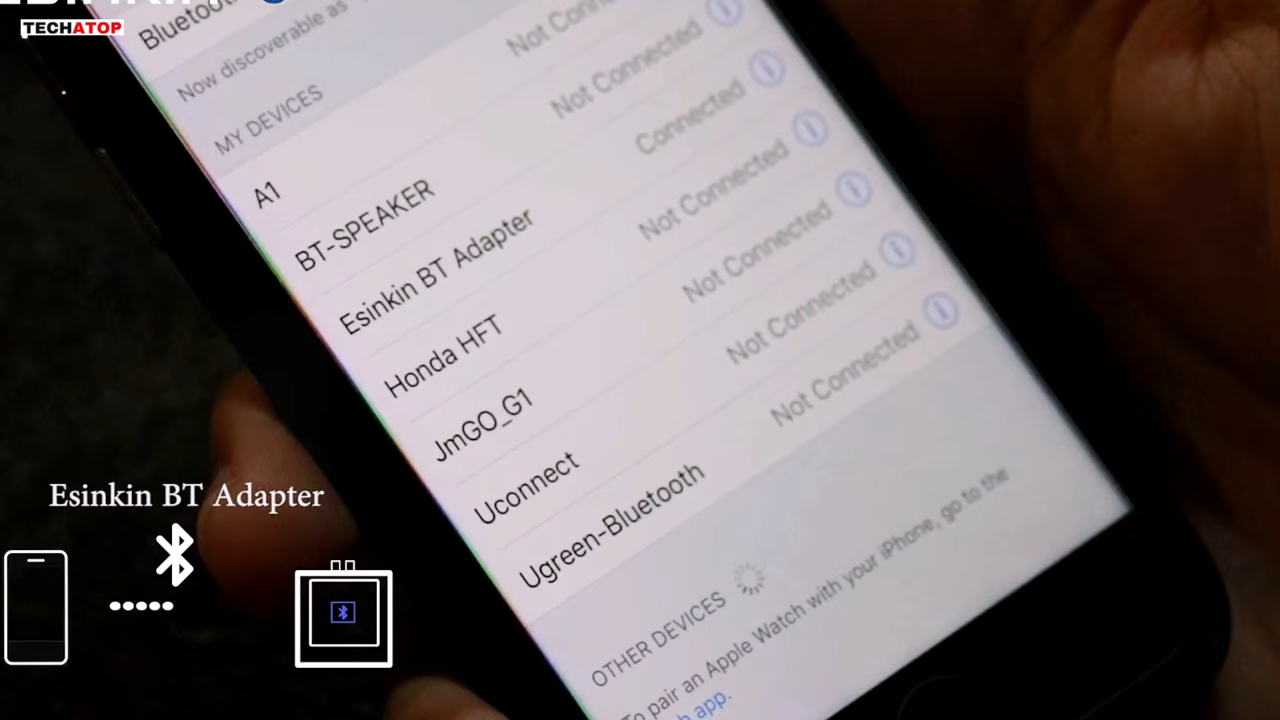 TECHATOP
Bluetooth
Now discoverable as
MY DEVICES
A1 Not Connected
BT-SPEAKER Not Connected
Esinkin BT Adapter Connected
Honda HFT Not Connected
JmGO_G1 Not Connected
Uconnect Not Connected
Ugreen-Bluetooth Not Connected
OTHER DEVICES
To pair an Apple Watch with your iPhone, go to the
app.
Esinkin BT Adapter